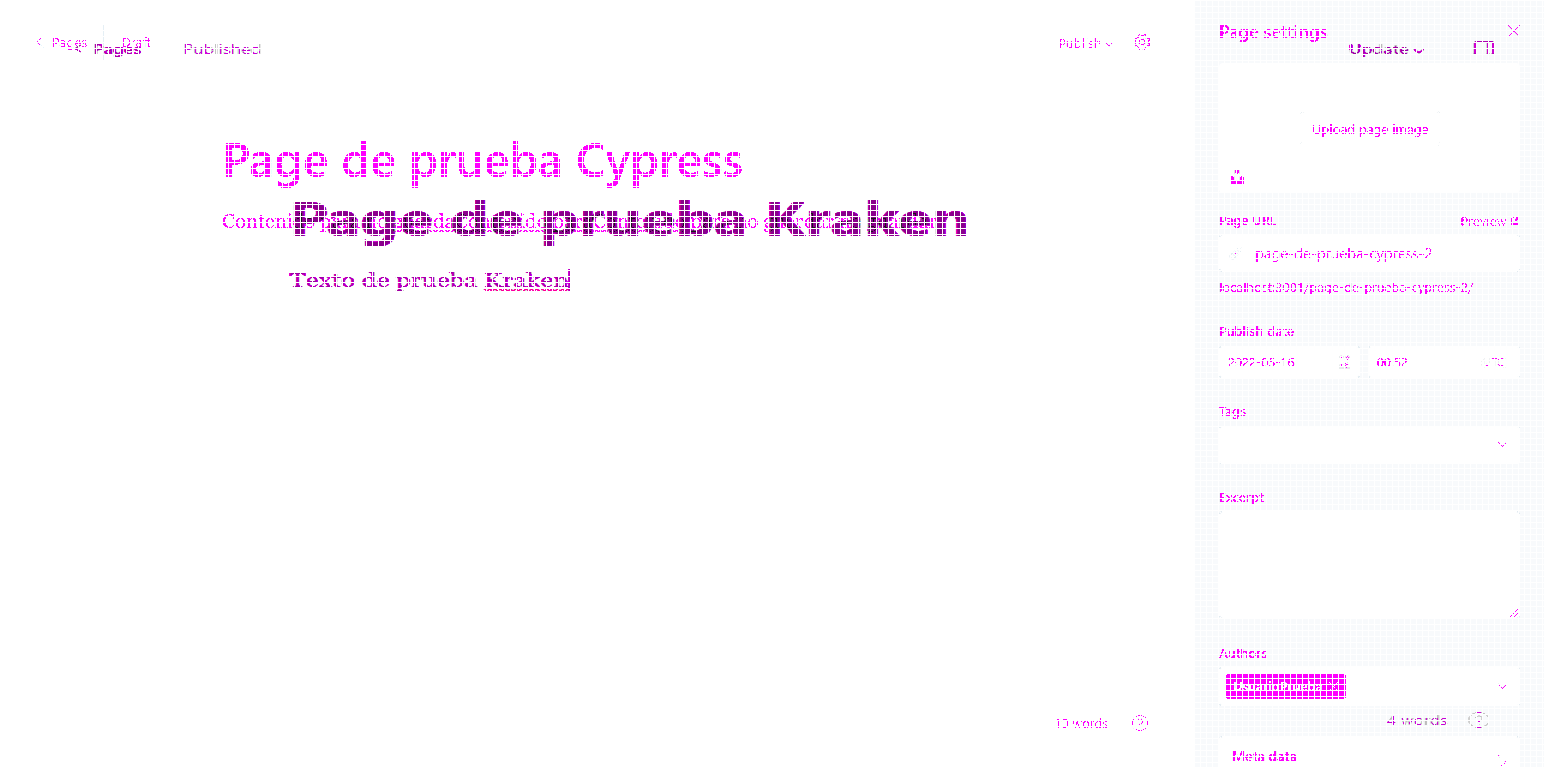 Pages Draft
Pages Published
Publish
Page settings
Update
Upload page image
Page de prueba Cypress
Page de prueba Kraken
Page URL Preview
page-de-prueba-cypress-2
localhost:3001/page-de-prueba-cypress-2/
Texto de prueba Kraken
Publish date
2022-05-16 00:52 UTC
Tags
Excerpt
Authors
10 words
4 words
Meta data